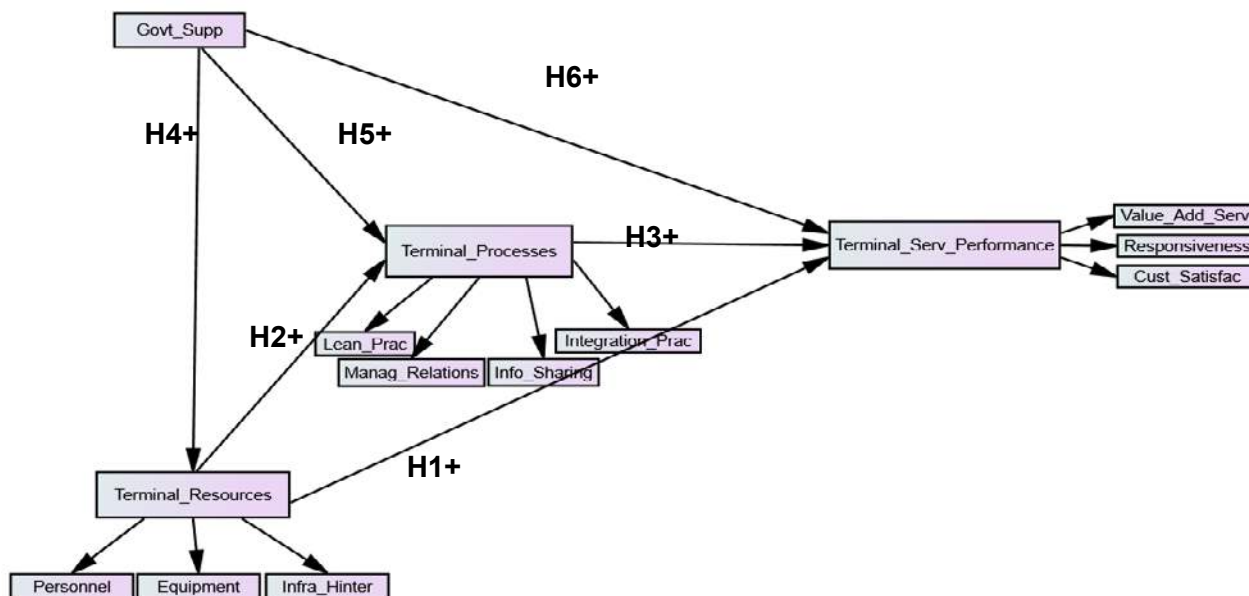 Govt_Supp
H6+
H4+
H5+
Terminal_Processes
H3+
Terminal_Serv_Performance
Value_Add_Serv
Responsiveness
Cust_Satisfac
H2+
Lean_Prac
Integration_Prac
Manag_Relations
Info_Sharing
H1+
Terminal_Resources
Personnel
Equipment
Infra_Hinter